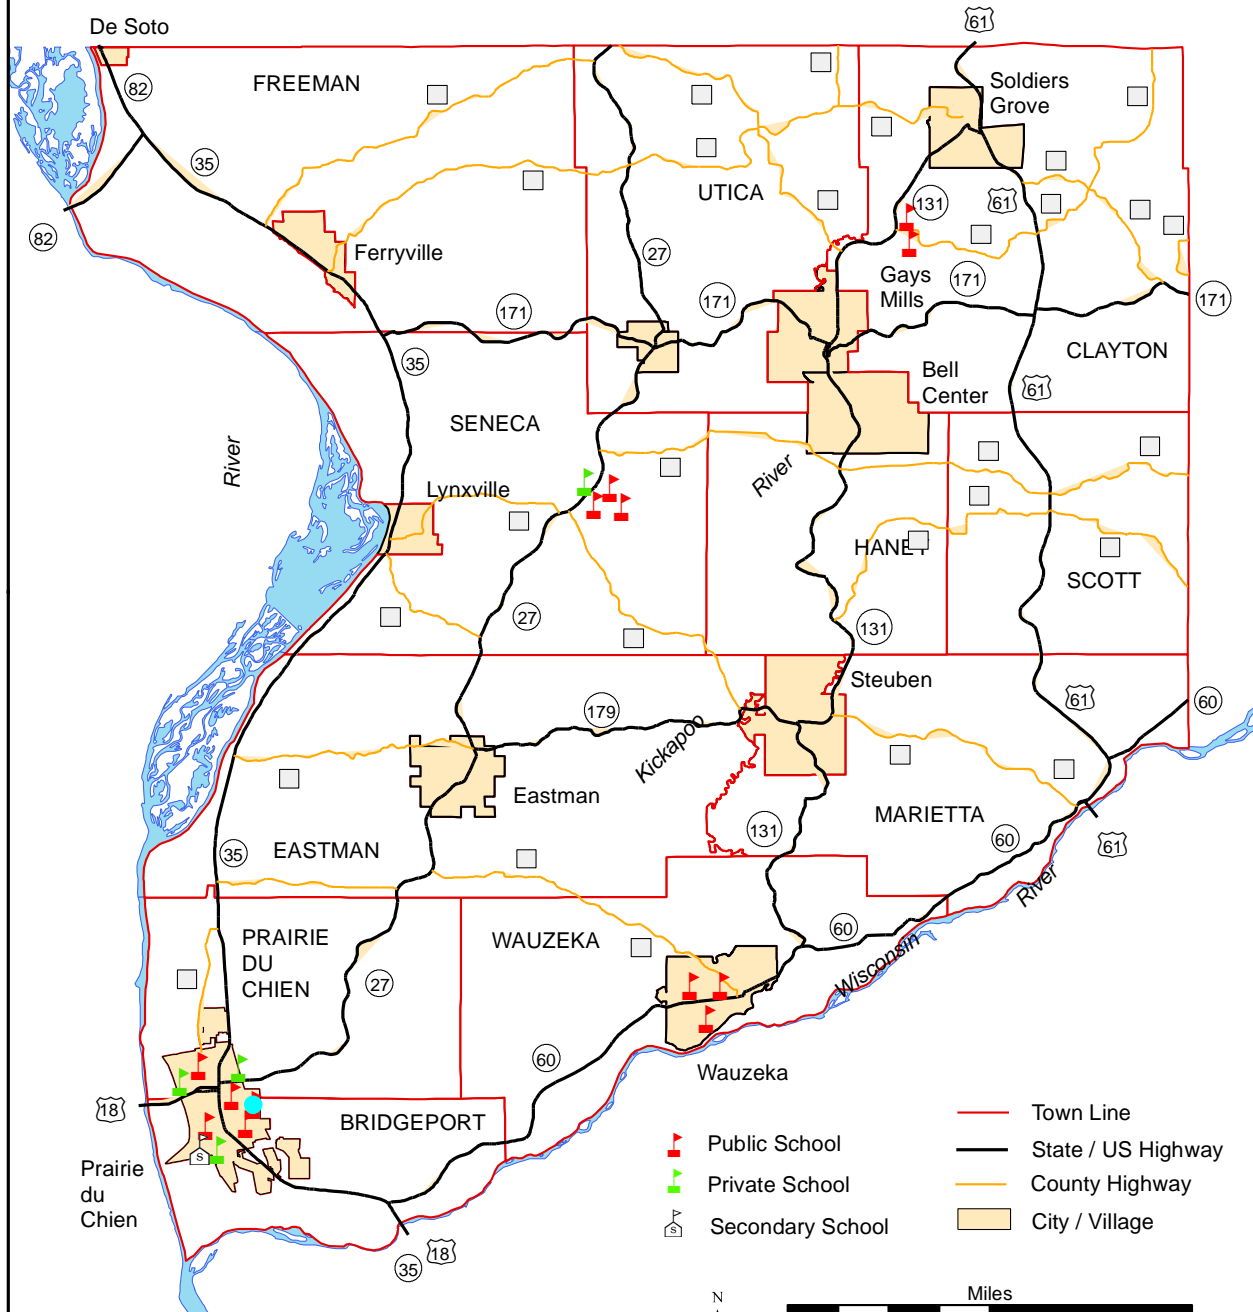 De Soto
61
82
FREEMAN
Soldiers
Grove
35
UTICA
131
61
82
Ferryville
27
Gays
Mills
171
171
171
171
35
Bell
Center
CLAYTON
61
SENECA
River
Lynxville
River
HANEY
SCOTT
27
131
Steuben
179
61
60
Kickapoo
Eastman
MARIETTA
131
60
61
35
EASTMAN
River
PRAIRIE
DU
CHIEN
WAUZEKA
60
Wisconsin
27
60
Wauzeka
18
BRIDGEPORT
Town Line
Public School
State / US Highway
Prairie
du
Chien
S
Private School
County Highway
S
Secondary School
City / Village
18
35
N
Miles